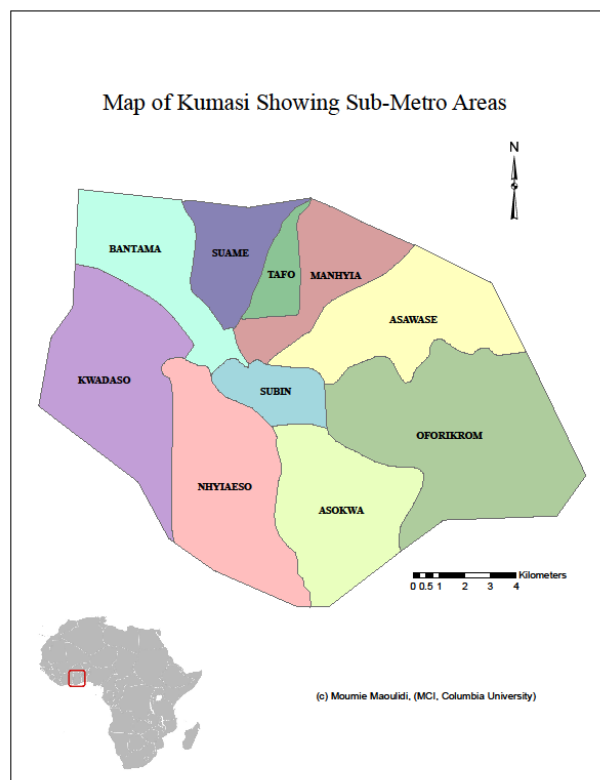 Map of Kumasi Showing Sub-Metro Areas
N
BANTAMA
SUAME
TAFO
MANHYIA
ASAWASE
KWADASO
SUBIN
OFORIKROM
NHYIAESO
ASOKWA
Kilometers
0 0.5 1 2 3 4
(c) Moumie Maoulidi, (MCI, Columbia University)